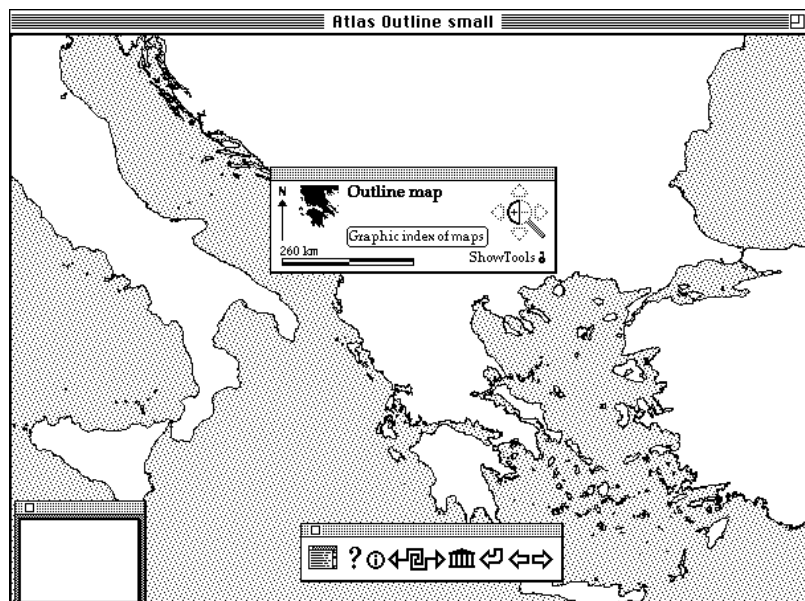 Atlas Outline small
N
Outline map
Graphic index of maps
260 km
ShowTools
?